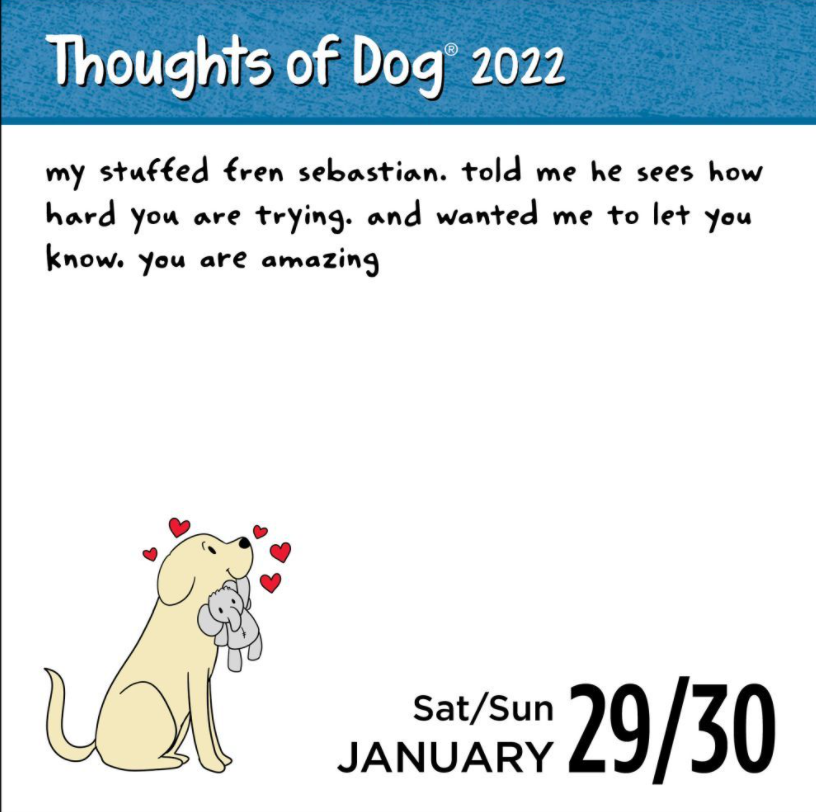 Thoughts of Dog® 2022
my stuffed fren sebastian. told me he sees how
hard you are trying. and wanted me to let you
know. you are amazing
Sat/Sun
JANUARY 29/30